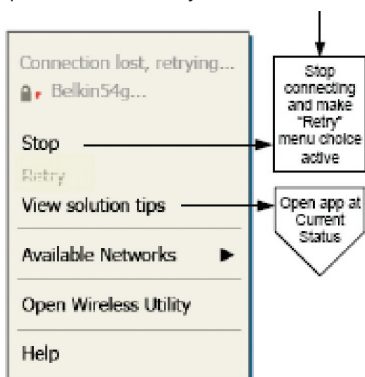 Connection lost, retrying...
Belkin54g...
Stop
Retry
View solution tips
Available Networks
Open Wireless Utility
Help
Stop
connecting
and make
"Retry"
menu choice
active
Open app at
Current
Status